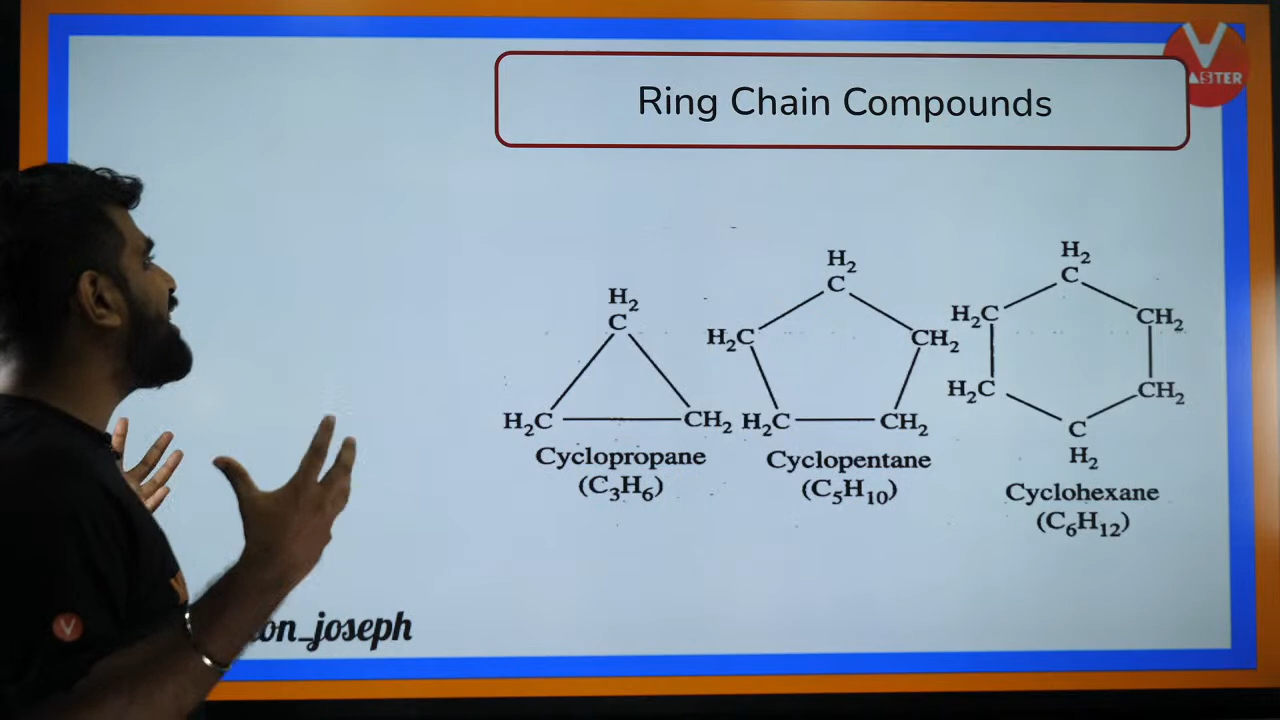 Ring Chain Compounds
V
ASTER
H₂
C
H₂C
CH₂
Cyclopropane
(C₃H₆)
H₂
C
H₂C
CH₂
H₂C
CH₂
Cyclopentane
(C₅H₁₀)
H₂
C
H₂C
CH₂
H₂C
CH₂
C
H₂
Cyclohexane
(C₆H₁₂)
on_joseph
V